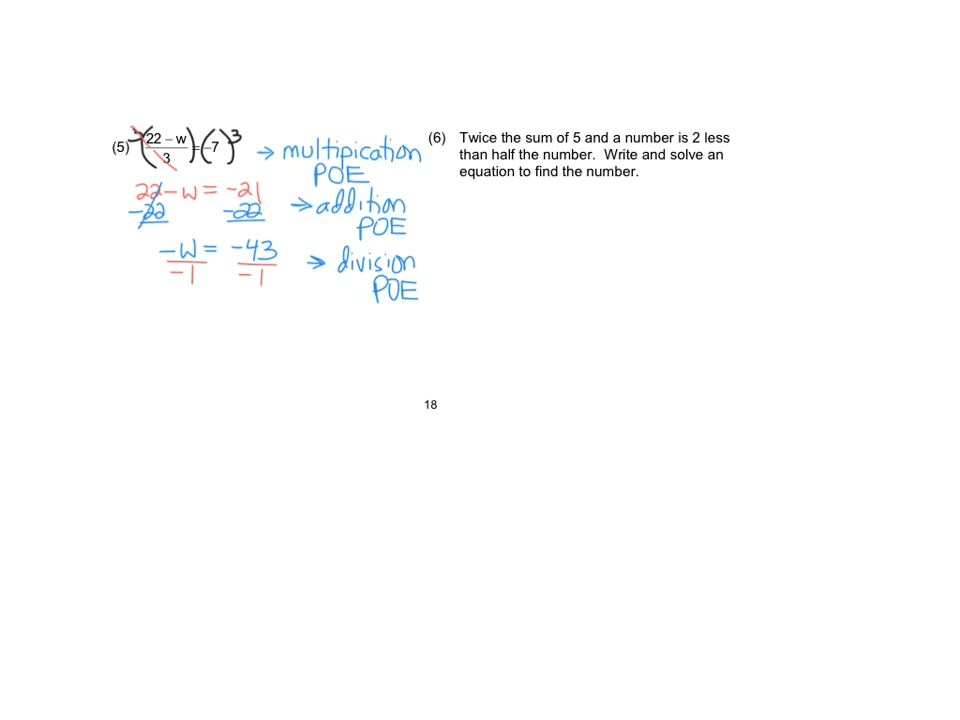 (5) 3(22 – w / 3) = (–7)3 → multipication
POE
22 – w = -21 → addition
-22 -22 POE
-w = -43 → division
-1 -1 POE
(6) Twice the sum of 5 and a number is 2 less
than half the number. Write and solve an
equation to find the number.
18